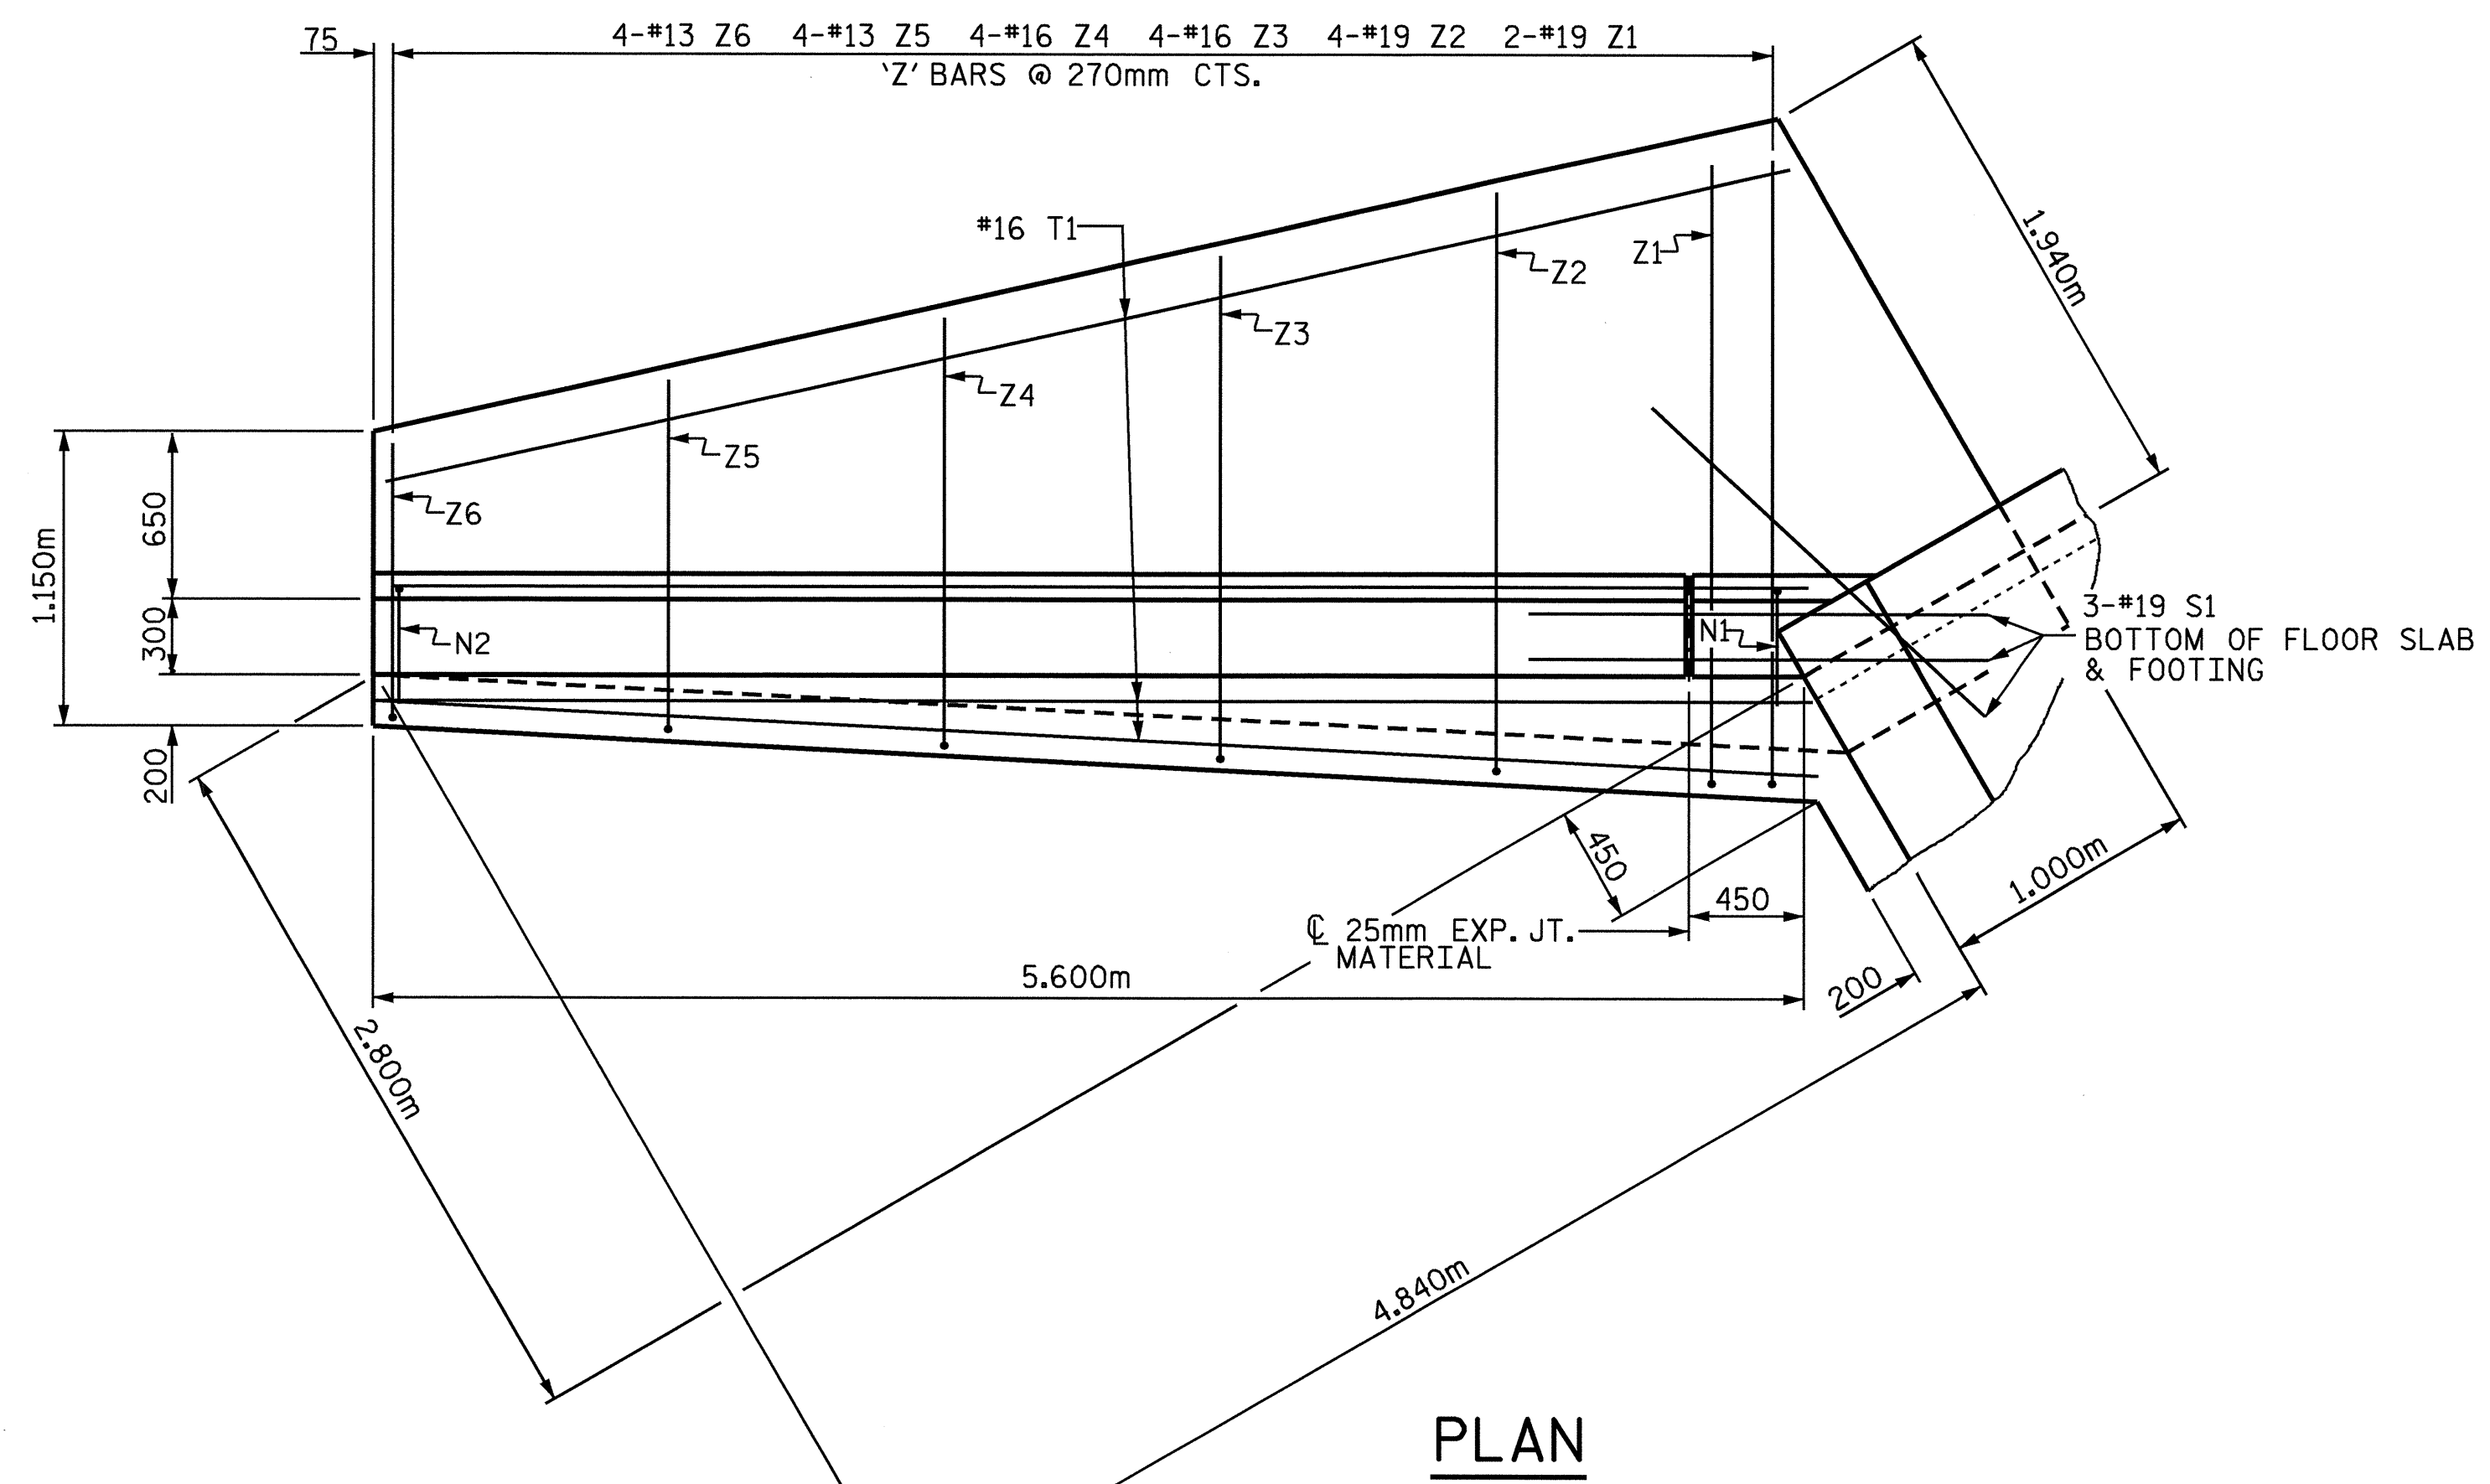 75
4-#13 Z6 4-#13 Z5 4-#16 Z4 4-#16 Z3 4-#19 Z2 2-#19 Z1
'Z' BARS @ 270mm CTS.
1.940m
#16 T1
Z1
Z2
Z3
Z4
Z5
Z6
1.150m
650
300
200
N2
N1
3-#19 S1
BOTTOM OF FLOOR SLAB
& FOOTING
450
450
1.000m
200
℄ 25mm EXP. JT.
MATERIAL
5.600m
2.800m
4.840m
PLAN